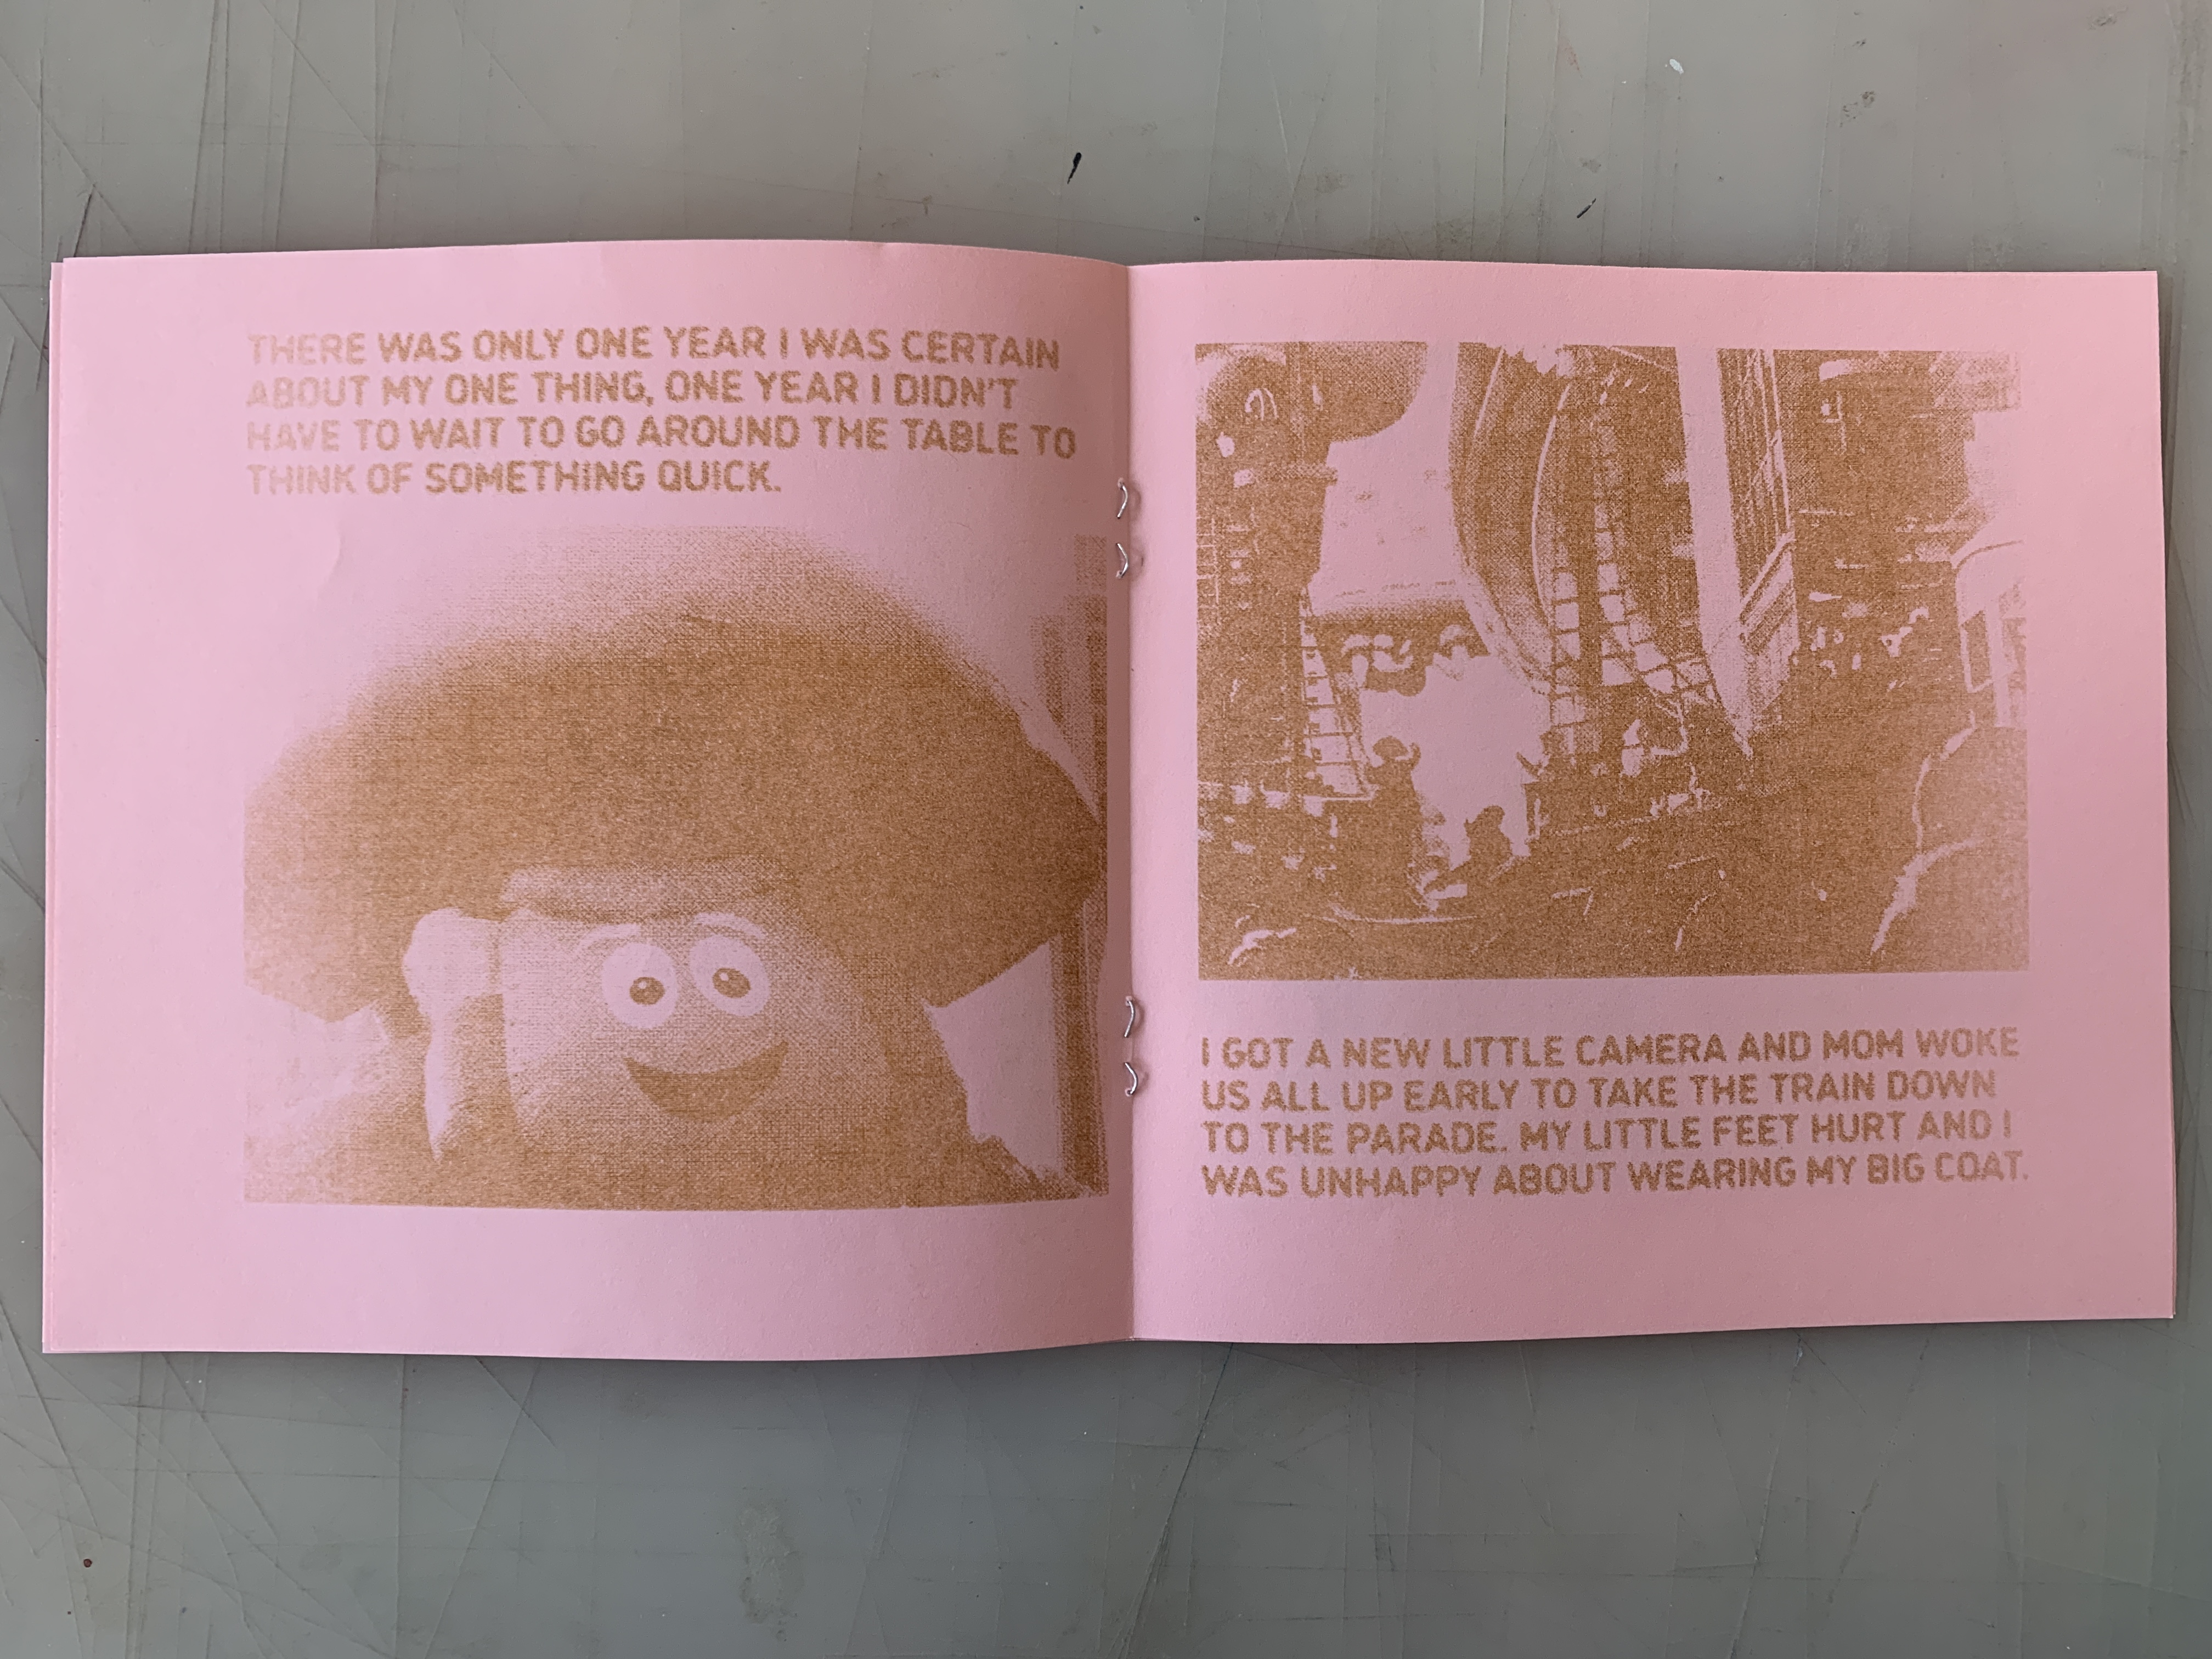 THERE WAS ONLY ONE YEAR I WAS CERTAIN
ABOUT MY ONE THING, ONE YEAR I DIDN'T
HAVE TO WAIT TO GO AROUND THE TABLE TO
THINK OF SOMETHING QUICK.
I GOT A NEW LITTLE CAMERA AND MOM WOKE
US ALL UP EARLY TO TAKE THE TRAIN DOWN
TO THE PARADE. MY LITTLE FEET HURT AND I
WAS UNHAPPY ABOUT WEARING MY BIG COAT.